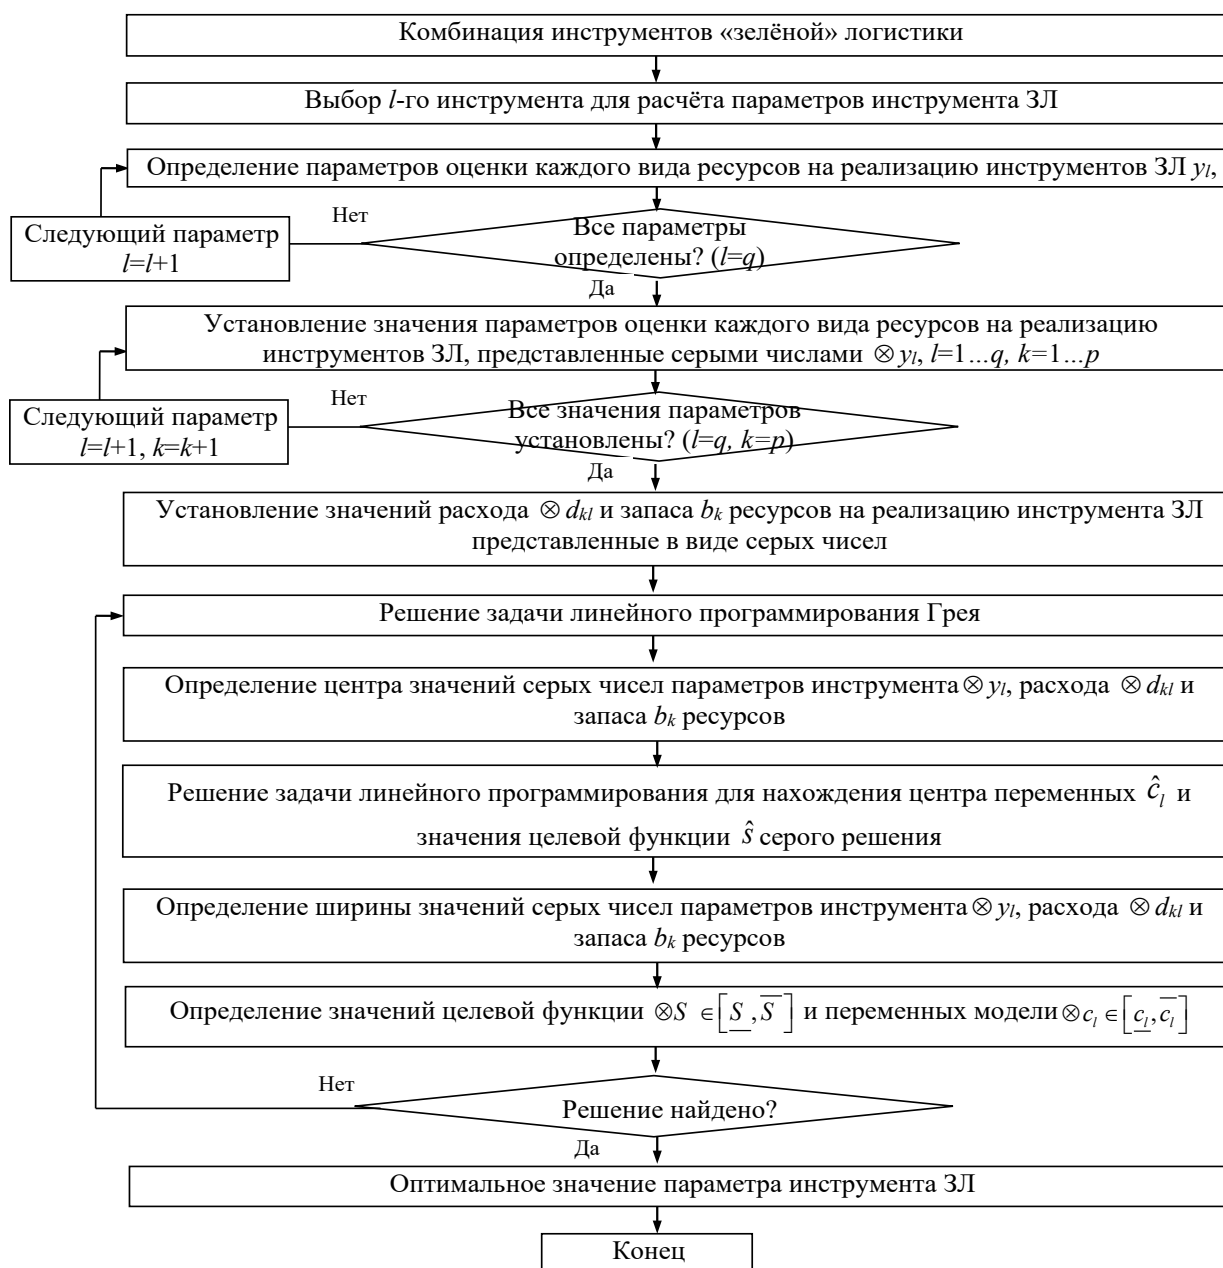 Комбинация инструментов «зелёной» логистики
Выбор l-го инструмента для расчёта параметров инструмента ЗЛ
Определение параметров оценки каждого вида ресурсов на реализацию инструментов ЗЛ yₗ,
Нет
Все параметры
определены? (l=q)
Следующий параметр
l=l+1
Да
Установление значения параметров оценки каждого вида ресурсов на реализацию
инструментов ЗЛ, представленные серыми числами ⊗ yₗ, l=1…q, k=1…p
Нет
Все значения параметров
установлены? (l=q, k=p)
Следующий параметр
l=l+1, k=k+1
Да
Установление значений расхода ⊗ dₖₗ и запаса bₖ ресурсов на реализацию инструмента ЗЛ
представленные в виде серых чисел
Решение задачи линейного программирования Грея
Определение центра значений серых чисел параметров инструмента ⊗ yₗ, расхода ⊗ dₖₗ и
запаса bₖ ресурсов
Решение задачи линейного программирования для нахождения центра переменных ĉₗ и
значения целевой функции ŝ серого решения
Определение ширины значений серых чисел параметров инструмента ⊗ yₗ, расхода ⊗ dₖₗ и
запаса bₖ ресурсов
Определение значений целевой функции ⊗S ∈ [S̲, S̅] и переменных модели ⊗cₗ ∈ [c̲ₗ, c̅ₗ]
Нет
Решение найдено?
Да
Оптимальное значение параметра инструмента ЗЛ
Конец